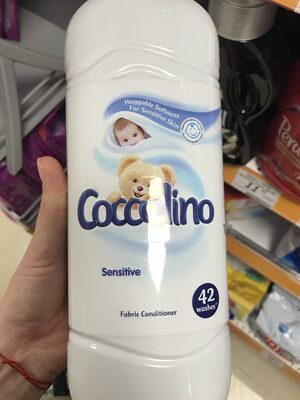 Huggable Softness
For Sensitive Skin
Coccolino
Sensitive
42
washes*
Fabric Conditioner